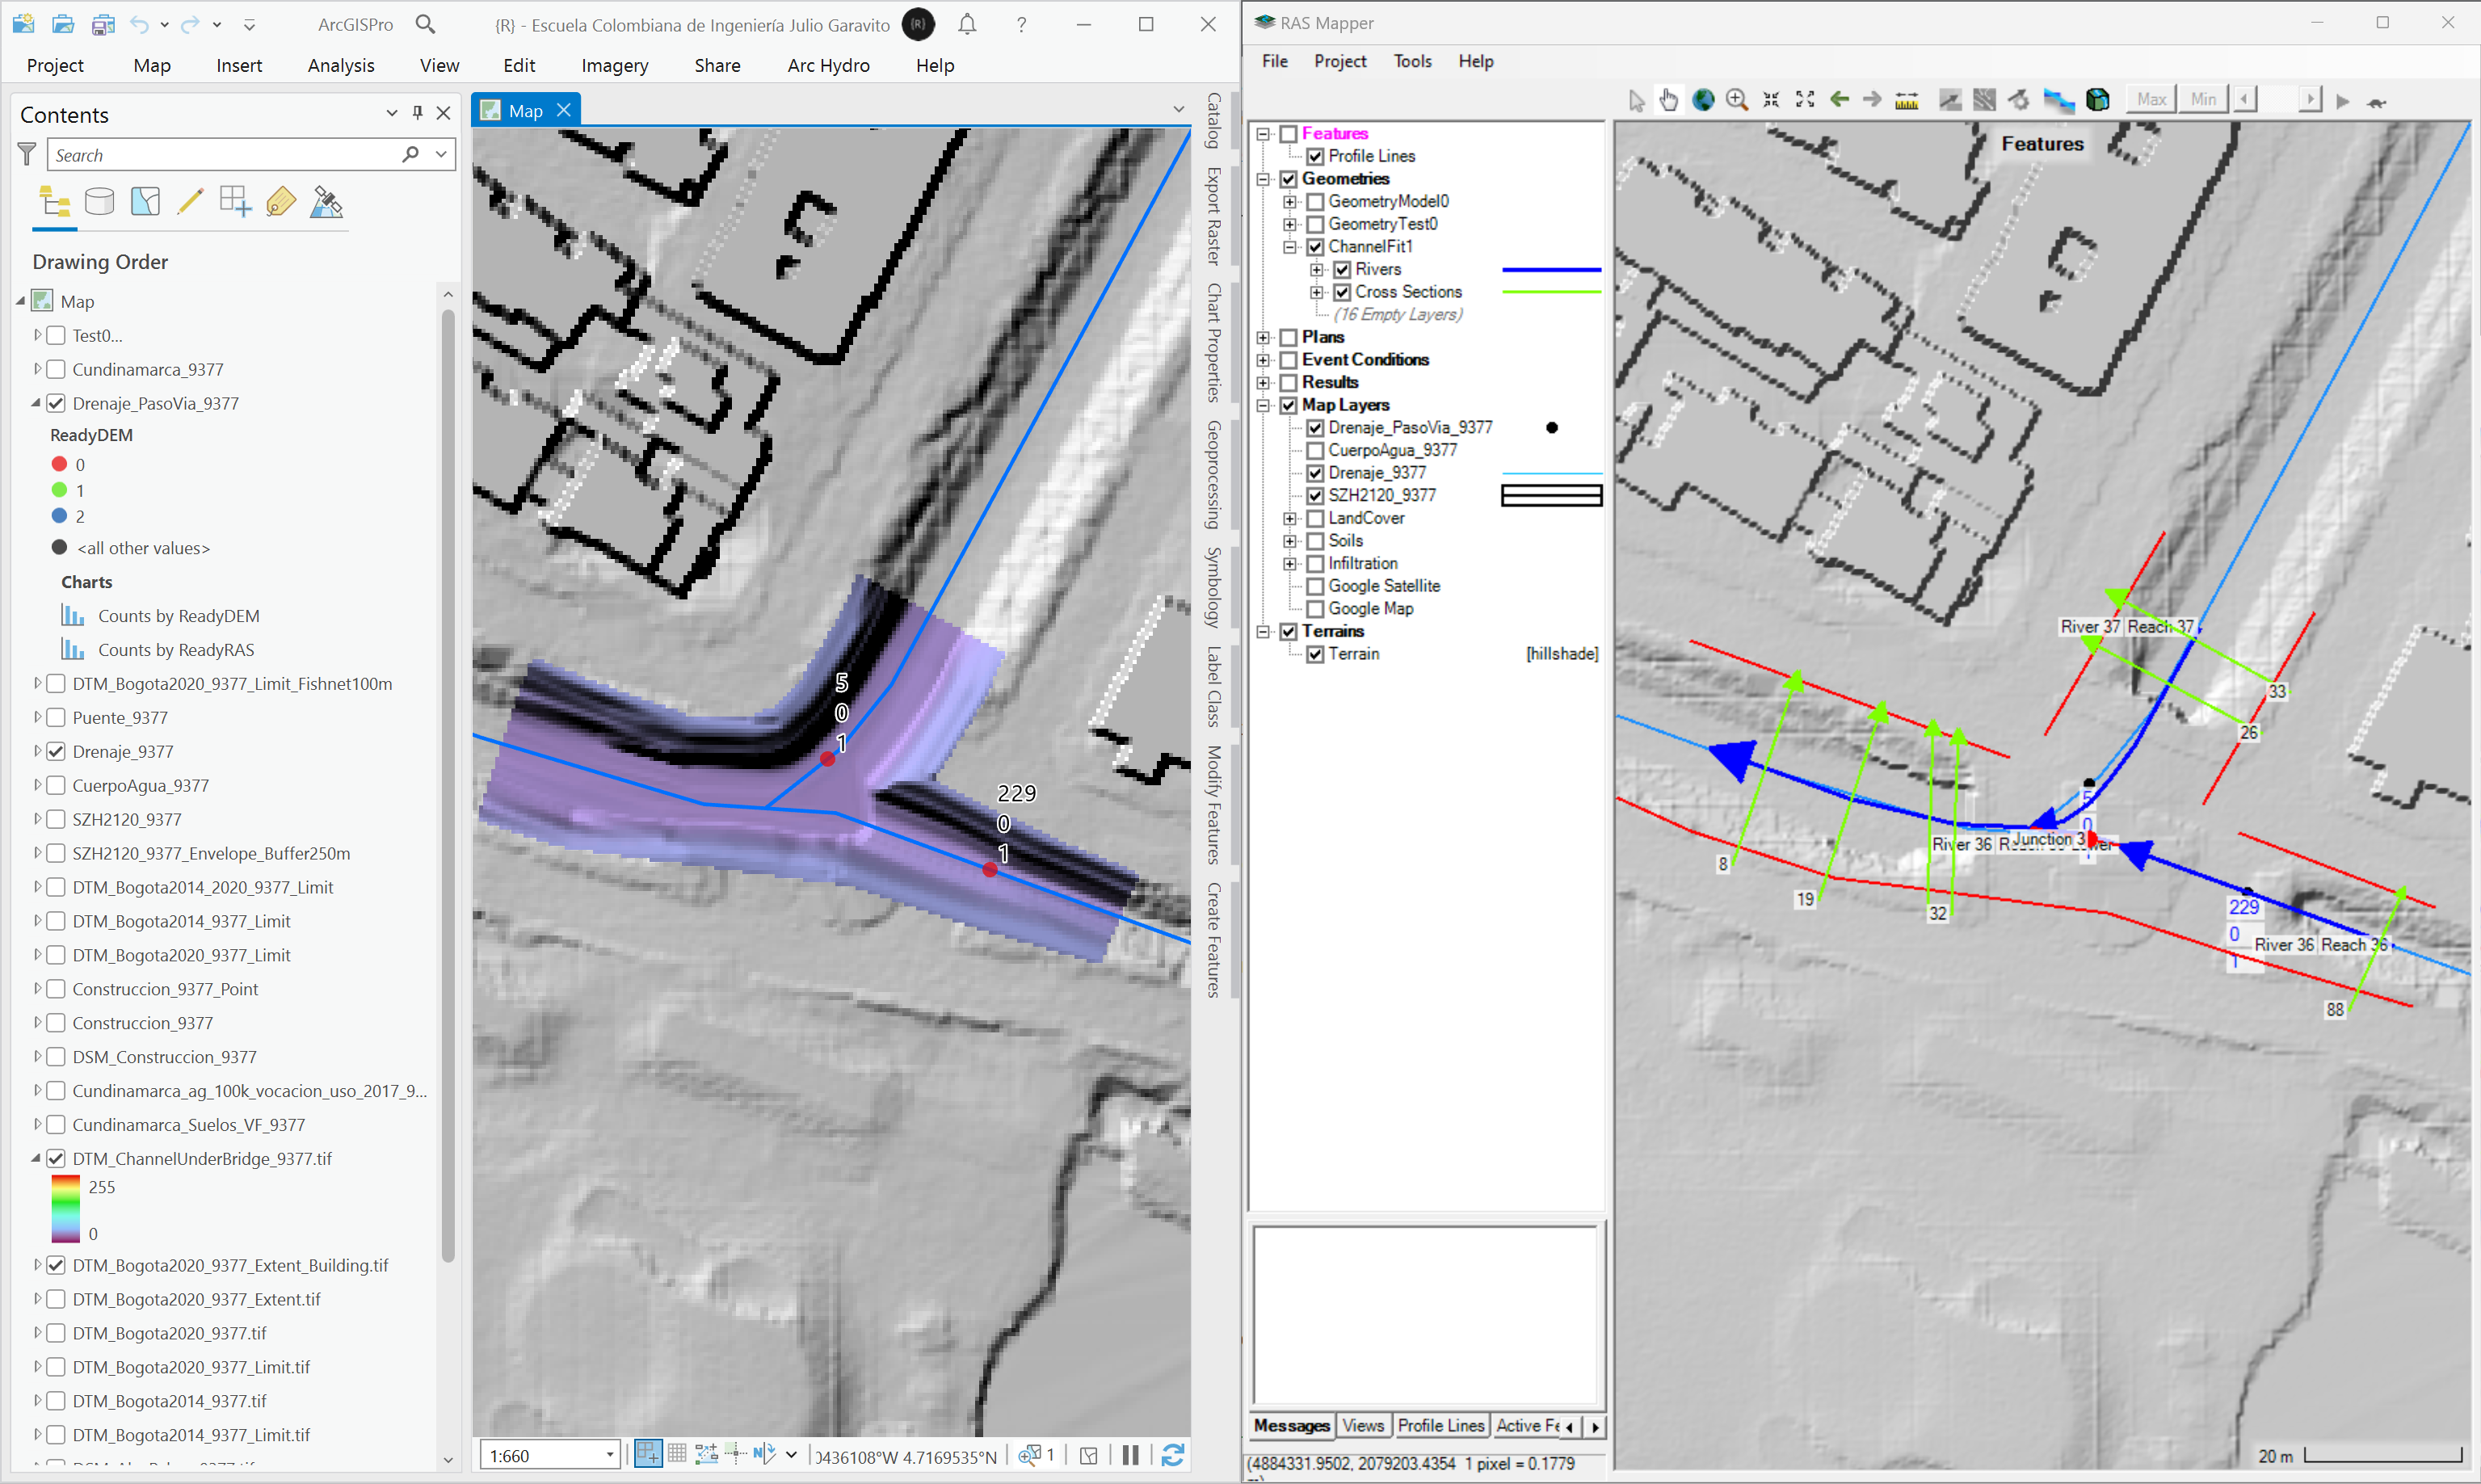 ArcGISPro
{R} - Escuela Colombiana de Ingeniería Julio Garavito
(R)
?
Project
Map
Insert
Analysis
View
Edit
Imagery
Share
Arc Hydro
Help
Contents
Search
Drawing Order
Map
Test0...
Cundinamarca_9377
Drenaje_PasoVia_9377
ReadyDEM
0
1
2
<all other values>
Charts
Counts by ReadyDEM
Counts by ReadyRAS
DTM_Bogota2020_9377_Limit_Fishnet100m
Puente_9377
Drenaje_9377
CuerpoAgua_9377
SZH2120_9377
SZH2120_9377_Envelope_Buffer250m
DTM_Bogota2014_2020_9377_Limit
DTM_Bogota2014_9377_Limit
DTM_Bogota2020_9377_Limit
Construccion_9377_Point
Construccion_9377
DSM_Construccion_9377
Cundinamarca_ag_100k_vocacion_uso_2017_9...
Cundinamarca_Suelos_VF_9377
DTM_ChannelUnderBridge_9377.tif
255
0
DTM_Bogota2020_9377_Extent_Building.tif
DTM_Bogota2020_9377_Extent.tif
DTM_Bogota2020_9377.tif
DTM_Bogota2020_9377_Limit.tif
DTM_Bogota2014_9377.tif
DTM_Bogota2014_9377_Limit.tif
Map
5
0
1
229
0
1
1:660
0436108°W 4.7169535°N
1
Catalog
Export Raster
Chart Properties
Geoprocessing
Symbology
Label Class
Modify Features
Create Features
RAS Mapper
File
Project
Tools
Help
Max
Min
Features
Profile Lines
Geometries
GeometryModel0
GeometryTest0
ChannelFit1
Rivers
Cross Sections
(16 Empty Layers)
Plans
Event Conditions
Results
Map Layers
Drenaje_PasoVia_9377
CuerpoAgua_9377
Drenaje_9377
SZH2120_9377
LandCover
Soils
Infiltration
Google Satellite
Google Map
Terrains
Terrain [hillshade]
Messages
Views
Profile Lines
Active Fe
(4884331.9502, 2079203.4354 1 pixel = 0.1779
Features
River 37 Reach 37
33
26
5
0
River 36
Junction 3
8
19
32
229
0
1
River 36 Reach 36
88
20 m